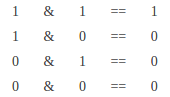 1 & 1 == 1
1 & 0 == 0
0 & 1 == 0
0 & 0 == 0